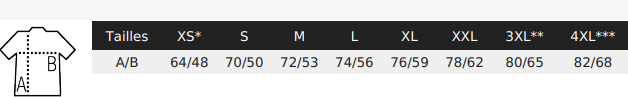 Tailles XS* S M L XL XXL 3XL** 4XL***
A/B 64/48 70/50 72/53 74/56 76/59 78/62 80/65 82/68
B
A